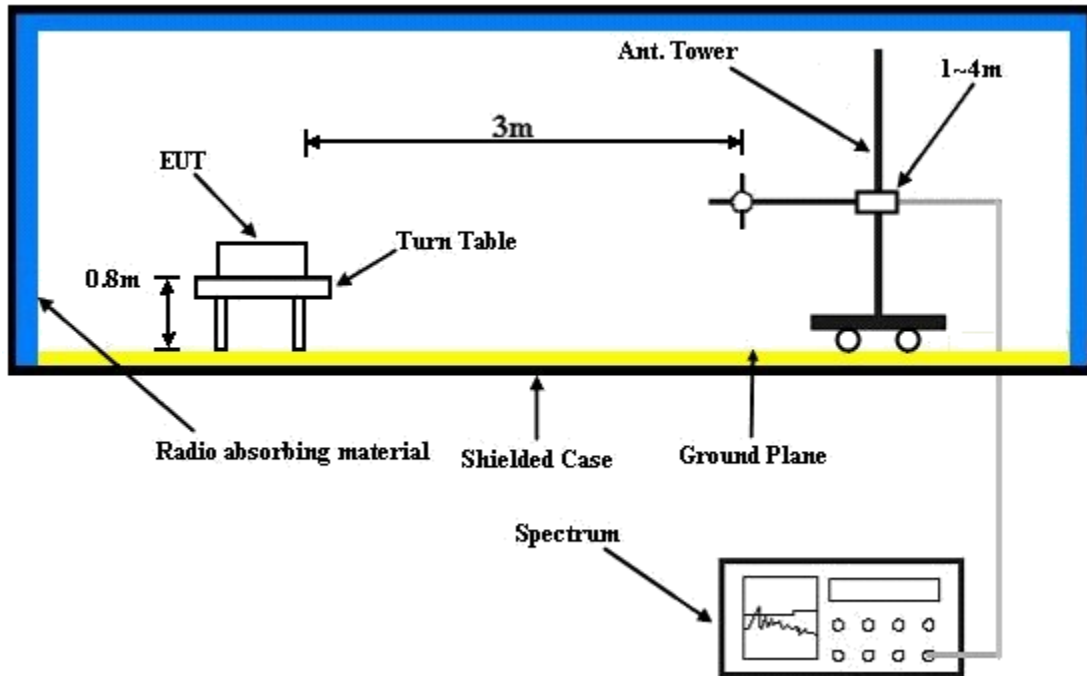 Ant. Tower
1~4m
3m
EUT
Turn Table
0.8m
Radio absorbing material
Shielded Case
Ground Plane
Spectrum